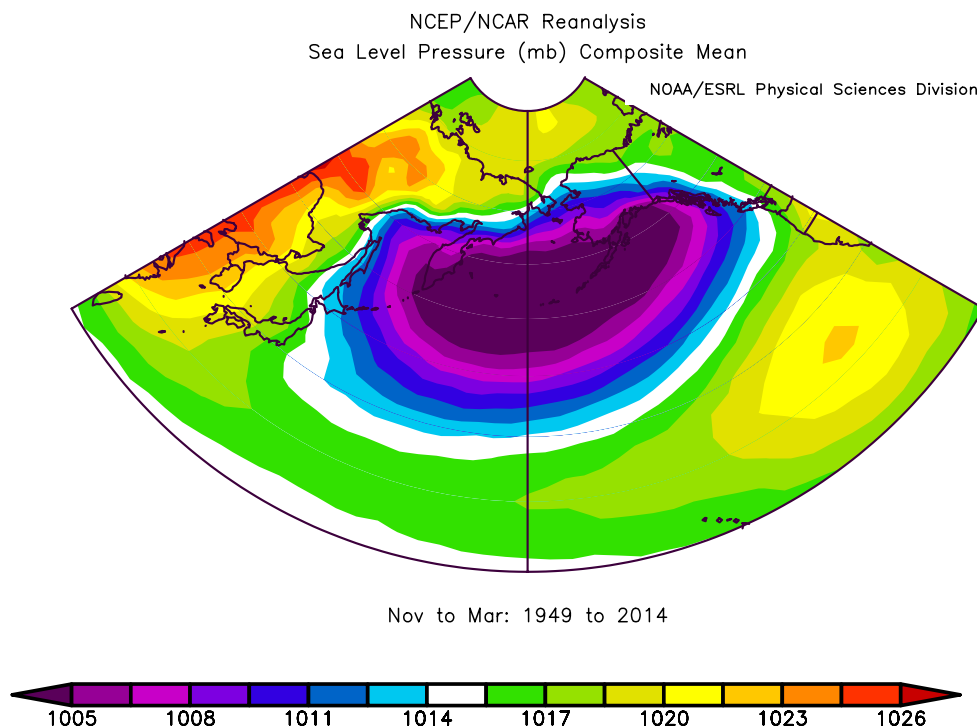 NCEP/NCAR Reanalysis
Sea Level Pressure (mb) Composite Mean
NOAA/ESRL Physical Sciences Division
Nov to Mar: 1949 to 2014
1005 1008 1011 1014 1017 1020 1023 1026